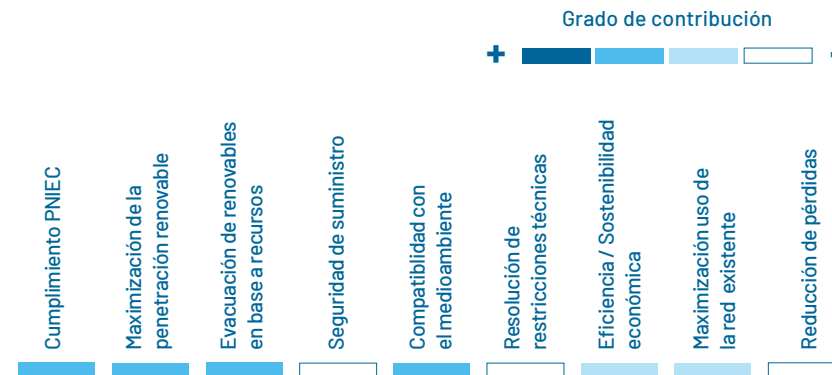 Grado de contribución
+
Cumplimiento PNIEC
Maximización de la
penetración renovable
Evacuación de renovables
en base a recursos
Seguridad de suministro
Compatiblidad con
el medioambiente
Resolución de
restricciones técnicas
Eficiencia / Sostenibilidad
económica
Maximización uso de
la red existente
Reducción de pérdidas